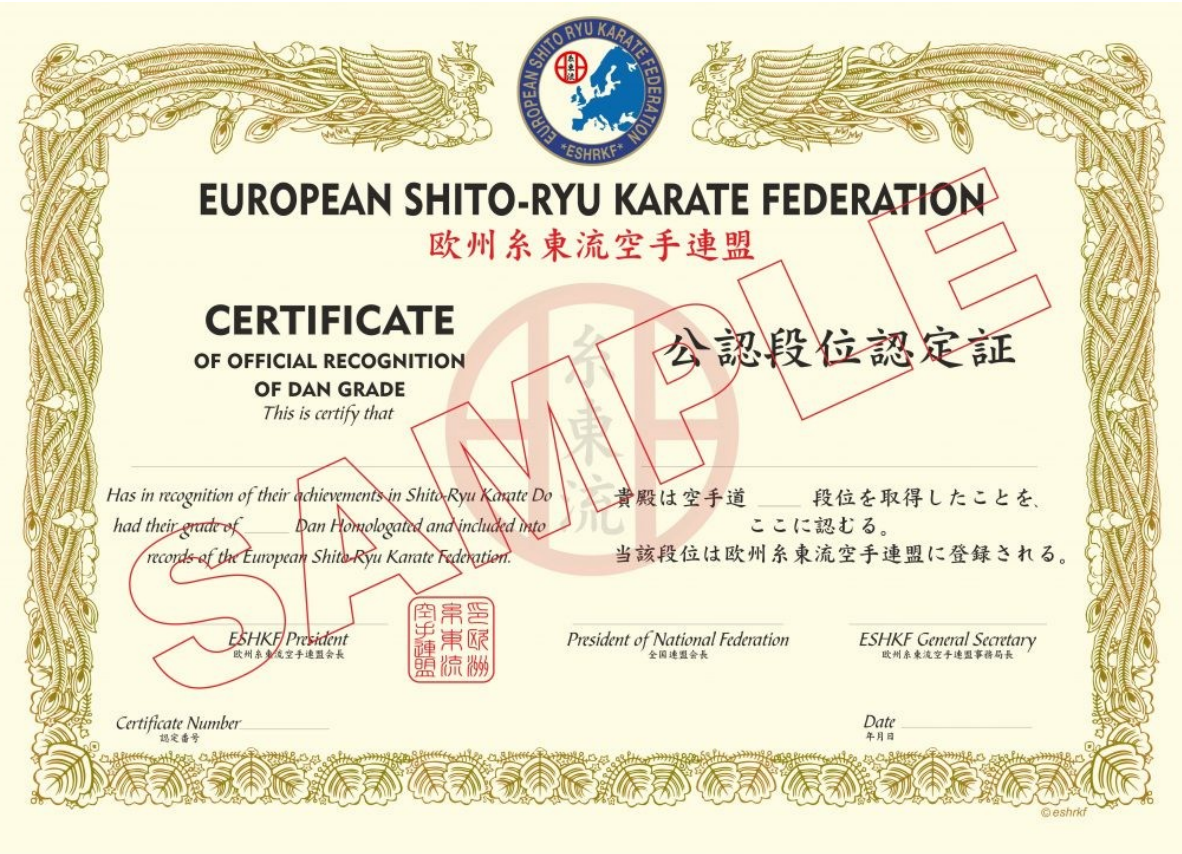 EUROPEAN SHITO RYU KARATE FEDERATION
*ESHRKF*
糸東流
EUROPEAN SHITO-RYU KARATE FEDERATION
欧州糸東流空手連盟
CERTIFICATE
OF OFFICIAL RECOGNITION
OF DAN GRADE
This is certify that
公認段位認定証
糸東流
SAMPLE
Has in recognition of their achievements in Shito-Ryu Karate Do
had their grade of ____ Dan Homologated and included into
records of the European Shito-Ryu Karate Federation.
貴殿は空手道 ___ 段位を取得したことを、
ここに認むる。
当該段位は欧州糸東流空手連盟に登録される。
ESHKF President
欧州糸東流空手連盟会長
President of National Federation
全国連盟会長
ESHKF General Secretary
欧州糸東流空手連盟事務局長
Certificate Number
認定番号
Date
年月日
© eshrkf